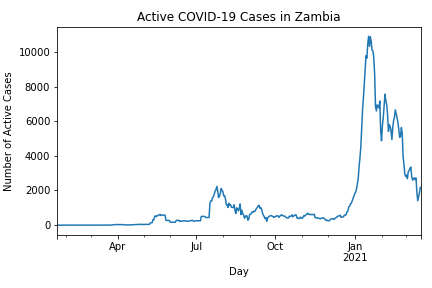 Active COVID-19 Cases in Zambia
10000
8000
6000
4000
2000
0
Number of Active Cases
Apr Jul Oct Jan
2021
Day